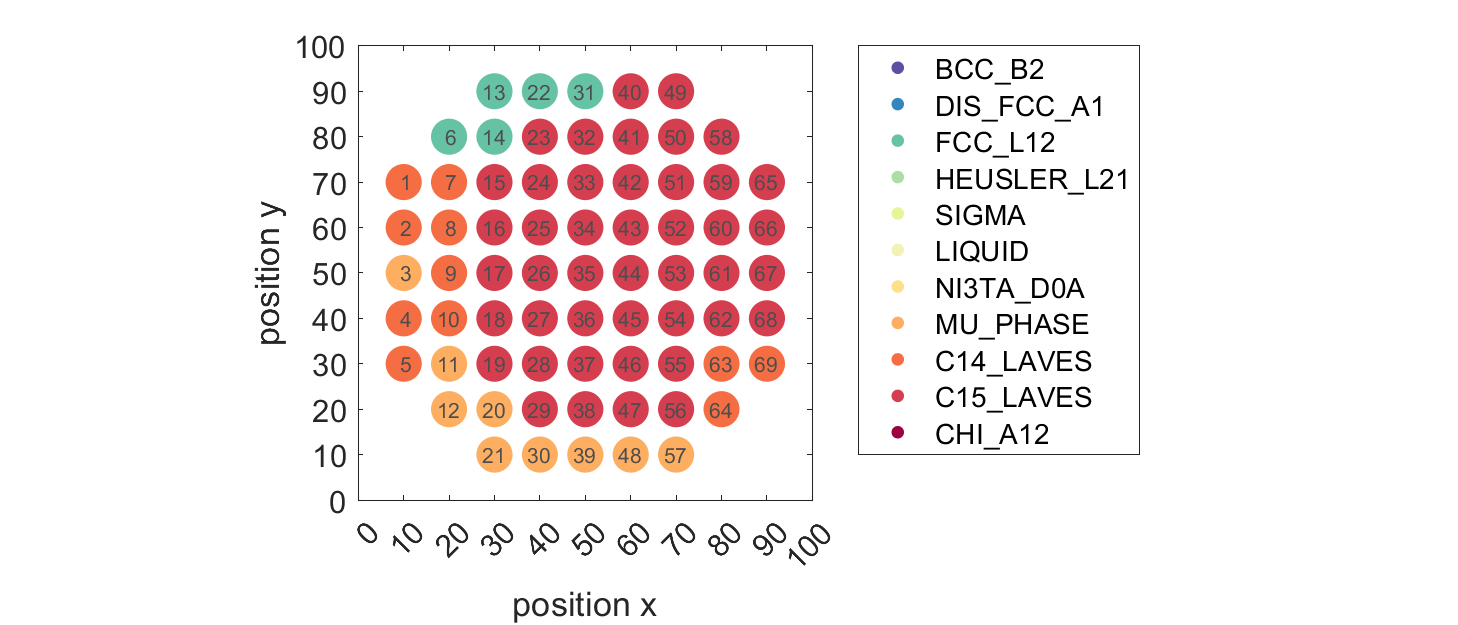 100
90
80
70
60
50
40
30
20
10
0
position y
13 22 31 40 49
6 14 23 32 41 50 58
1 7 15 24 33 42 51 59 65
2 8 16 25 34 43 52 60 66
3 9 17 26 35 44 53 61 67
4 10 18 27 36 45 54 62 68
5 11 19 28 37 46 55 63 69
12 20 29 38 47 56 64
21 30 39 48 57
0 10 20 30 40 50 60 70 80 90 100
position x
BCC_B2
DIS_FCC_A1
FCC_L12
HEUSLER_L21
SIGMA
LIQUID
NI3TA_D0A
MU_PHASE
C14_LAVES
C15_LAVES
CHI_A12